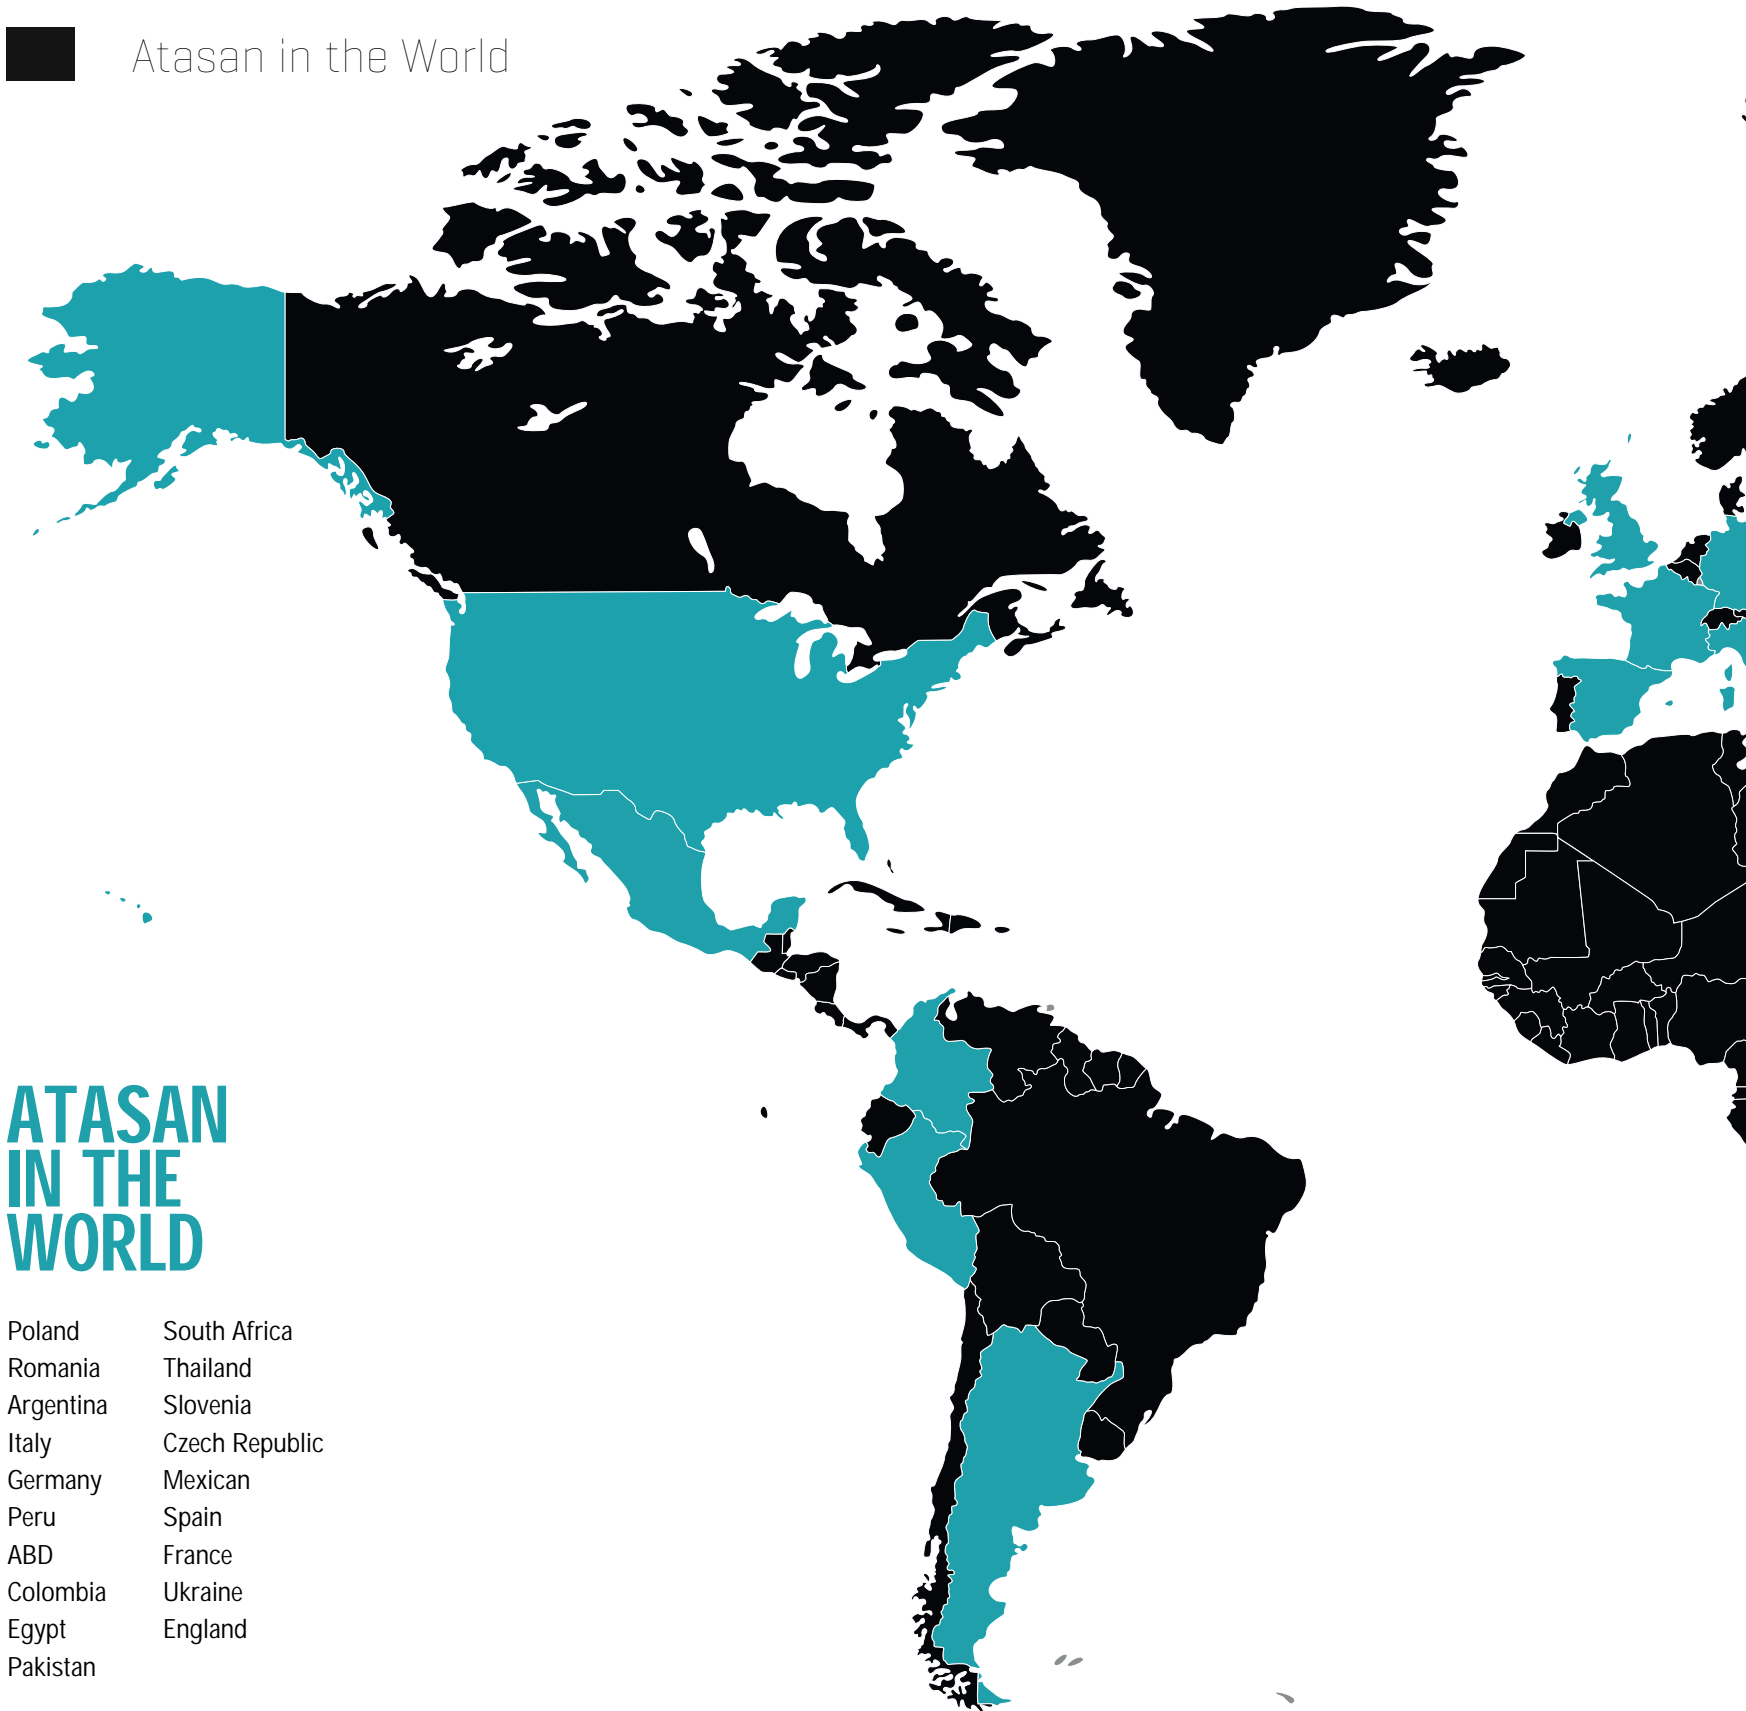 Atasan in the World
ATASAN
IN THE
WORLD
Poland
Romania
Argentina
Italy
Germany
Peru
ABD
Colombia
Egypt
Pakistan
South Africa
Thailand
Slovenia
Czech Republic
Mexican
Spain
France
Ukraine
England